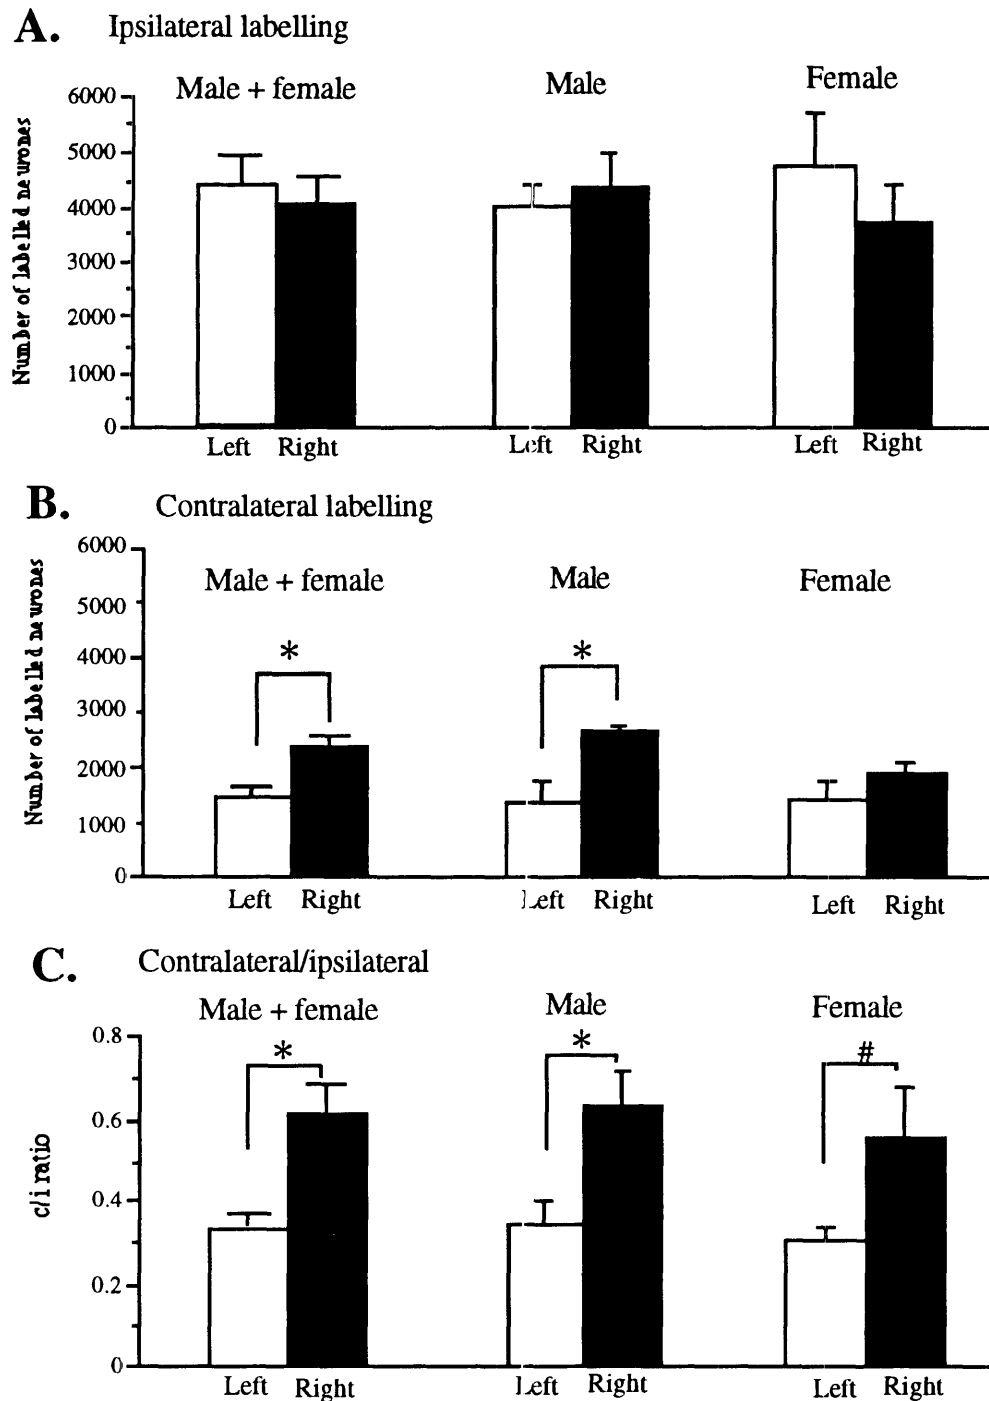 A. Ipsilateral labelling
Male + female Male Female
Number of labelled neurones
6000
5000
4000
3000
2000
1000
0
Left Right Left Right Left Right
B. Contralateral labelling
Male + female Male Female
Number of labelled neurones
6000
5000
4000
3000
2000
1000
0
* *
Left Right Left Right Left Right
C. Contralateral/ipsilateral
Male + female Male Female
c/i ratio
0.8
0.6
0.4
0.2
0
* * #
Left Right Left Right Left Right